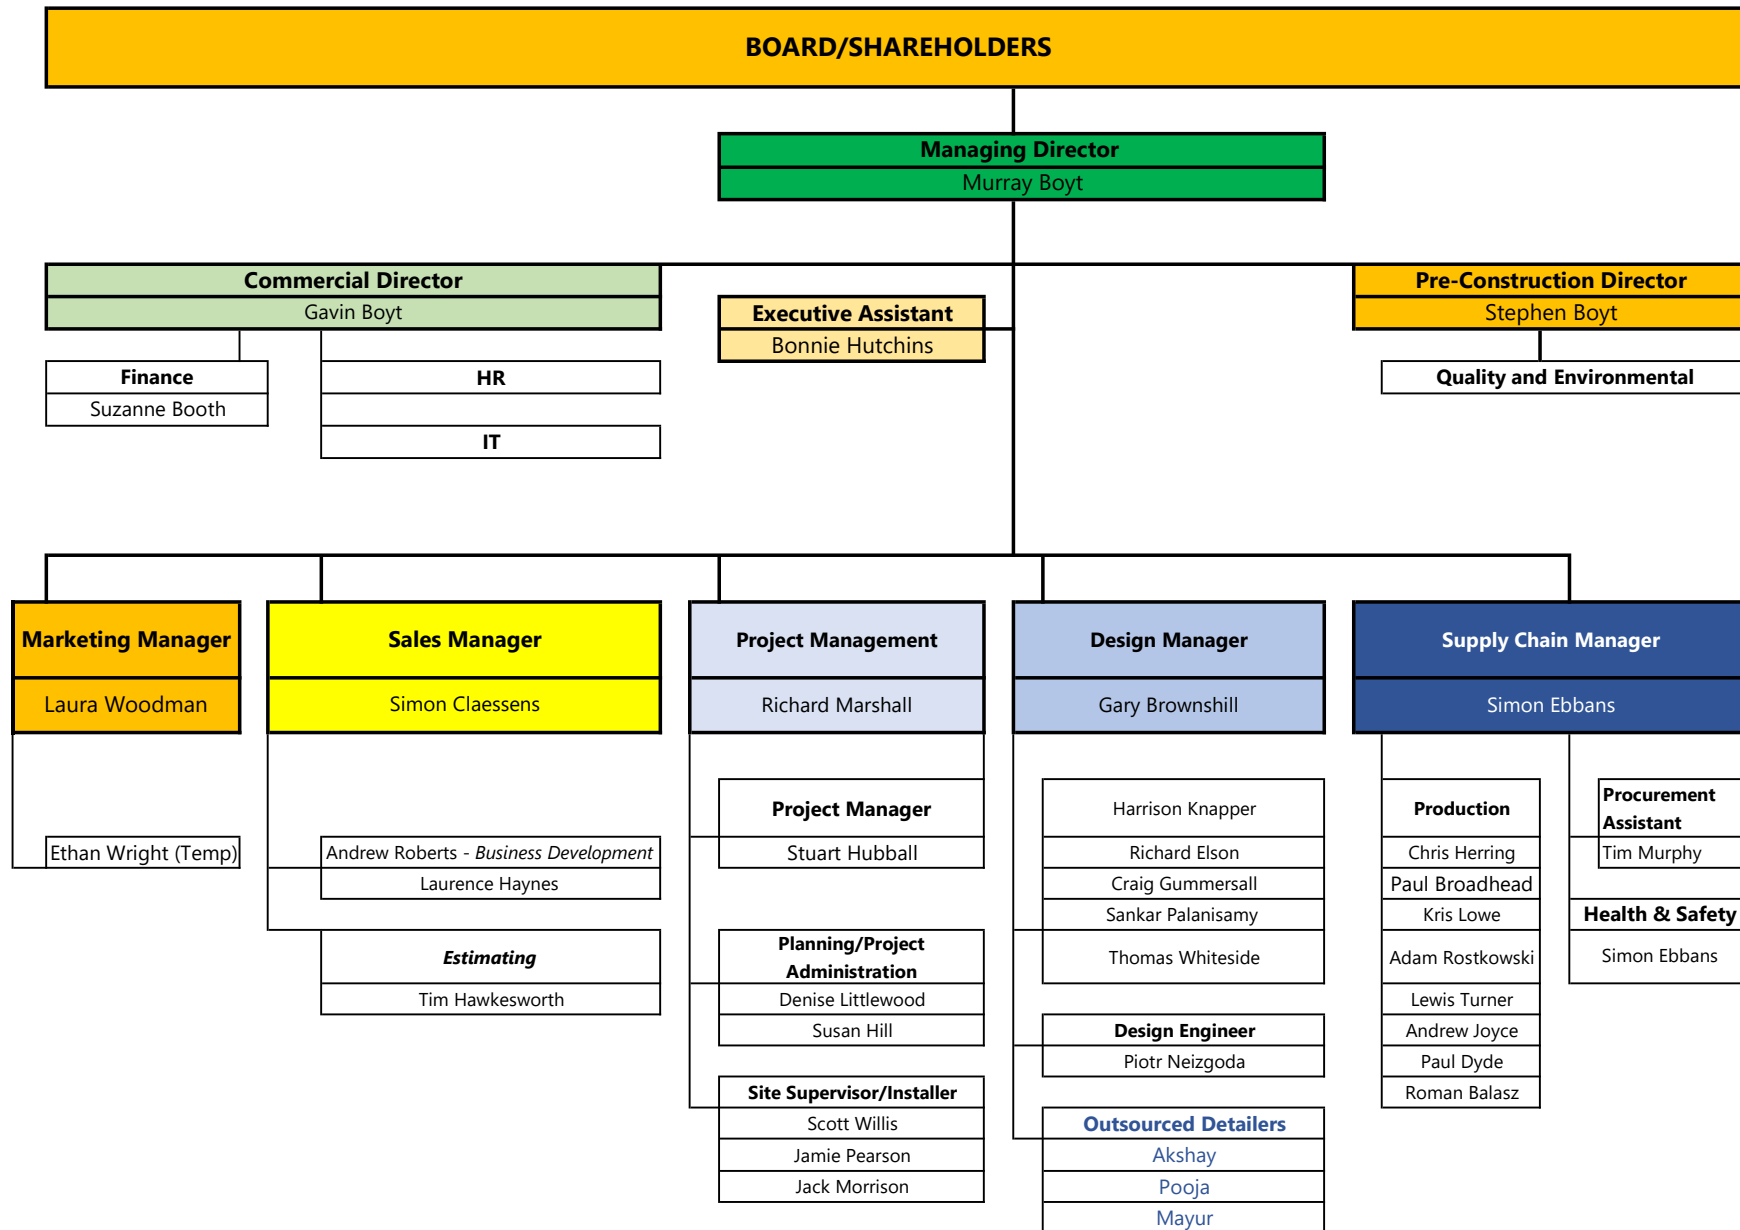 BOARD/SHAREHOLDERS
Managing Director
Murray Boyt
Commercial Director
Gavin Boyt
Executive Assistant
Bonnie Hutchins
Pre-Construction Director
Stephen Boyt
Finance
Suzanne Booth
HR
IT
Quality and Environmental
Marketing Manager
Laura Woodman
Ethan Wright (Temp)
Sales Manager
Simon Claessens
Andrew Roberts - Business Development
Laurence Haynes
Estimating
Tim Hawkesworth
Project Management
Richard Marshall
Project Manager
Stuart Hubball
Planning/Project
Administration
Denise Littlewood
Susan Hill
Site Supervisor/Installer
Scott Willis
Jamie Pearson
Jack Morrison
Design Manager
Gary Brownshill
Harrison Knapper
Richard Elson
Craig Gummersall
Sankar Palanisamy
Thomas Whiteside
Design Engineer
Piotr Neizgoda
Outsourced Detailers
Akshay
Pooja
Mayur
Supply Chain Manager
Simon Ebbans
Production
Chris Herring
Paul Broadhead
Kris Lowe
Adam Rostkowski
Lewis Turner
Andrew Joyce
Paul Dyde
Roman Balasz
Procurement
Assistant
Tim Murphy
Health & Safety
Simon Ebbans